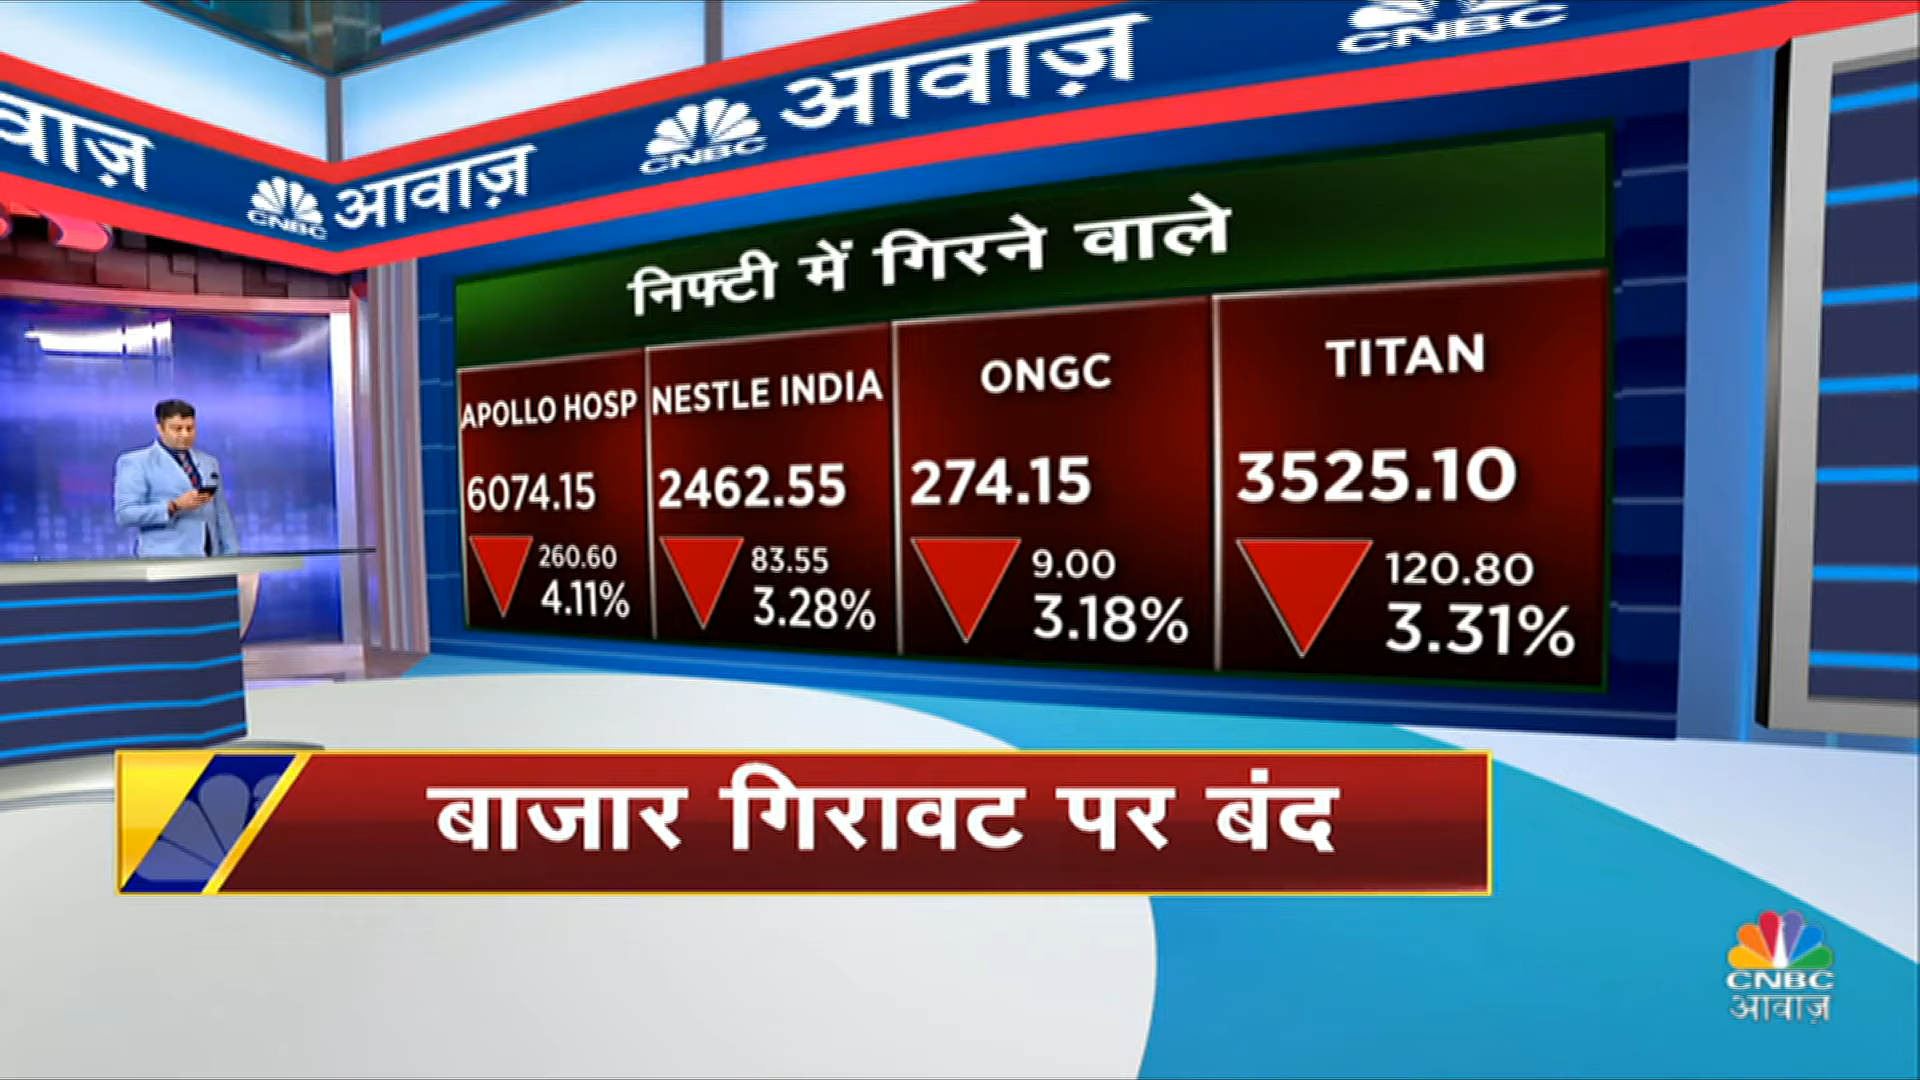 वाज़
CNBC आवाज़
CNBC आवाज़
CNBC
निफ्टी में गिरने वाले
APOLLO HOSP
6074.15
260.60
4.11%
NESTLE INDIA
2462.55
83.55
3.28%
ONGC
274.15
9.00
3.18%
TITAN
3525.10
120.80
3.31%
बाजार गिरावट पर बंद
CNBC
आवाज़